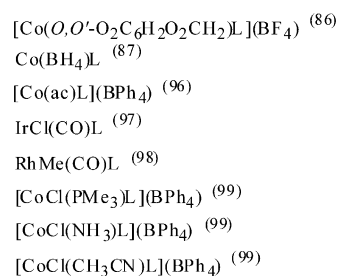 [Co(O,O'-O2C6H2O2CH2)L](BF4) (86)
Co(BH4)L (87)
[Co(ac)L](BPh4) (96)
IrCl(CO)L (97)
RhMe(CO)L (98)
[CoCl(PMe3)L](BPh4) (99)
[CoCl(NH3)L](BPh4) (99)
[CoCl(CH3CN)L](BPh4) (99)